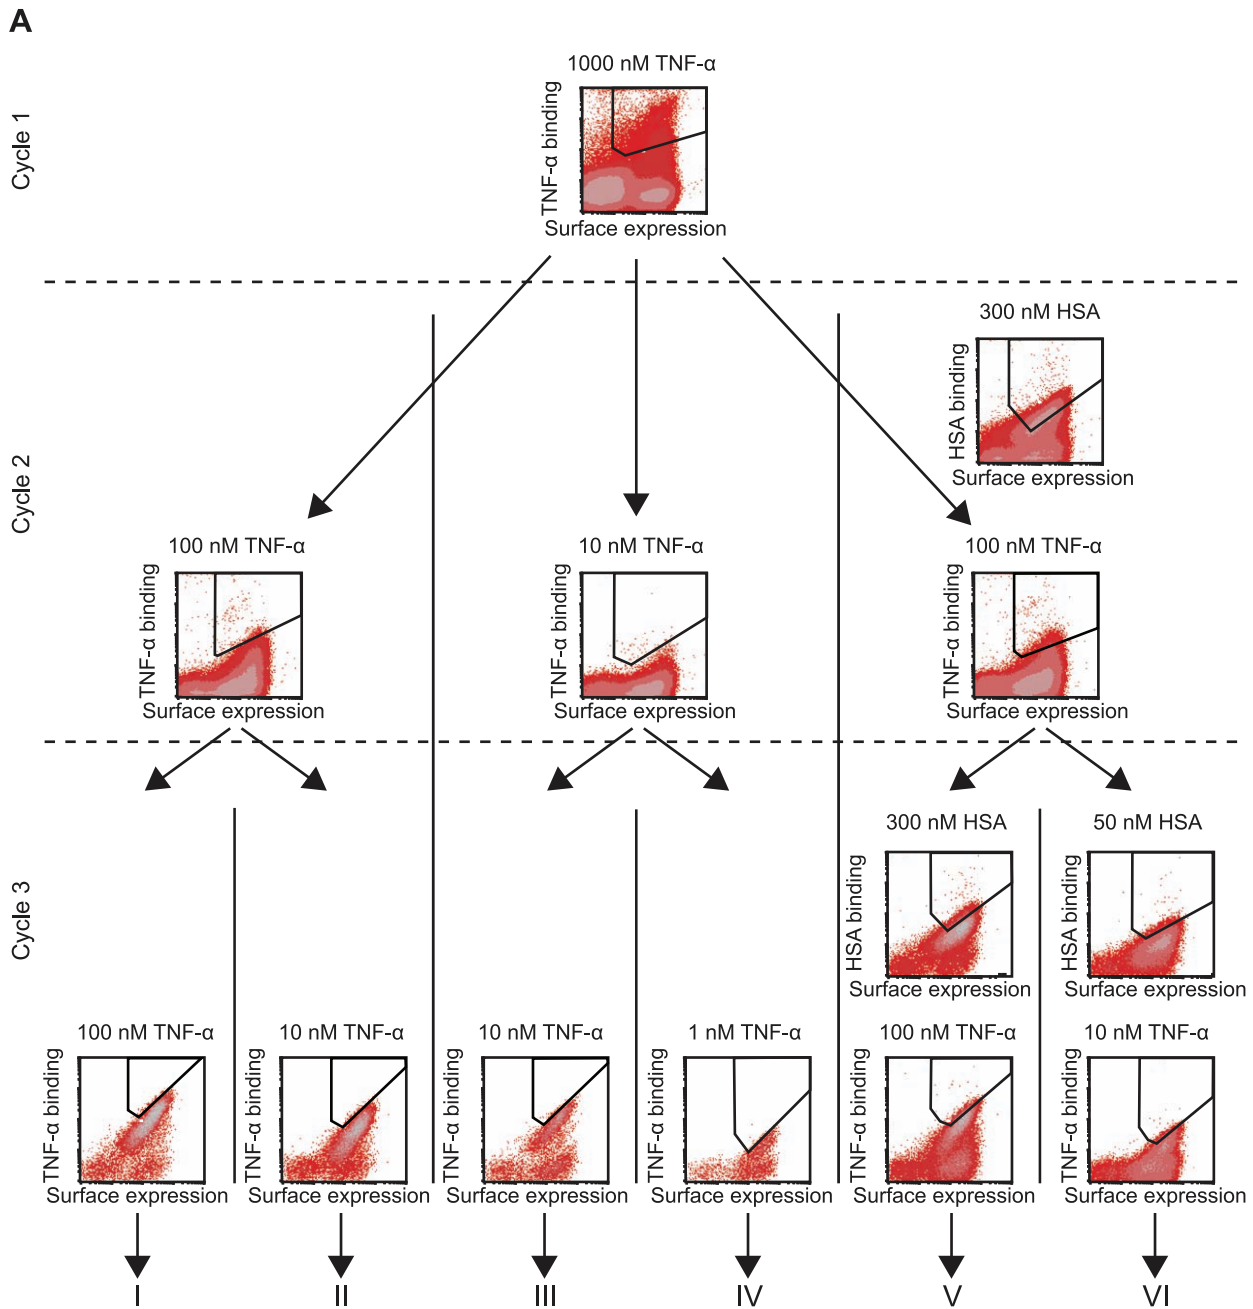 A
Cycle 1
1000 nM TNF-α
TNF-α binding
Surface expression
Cycle 2
300 nM HSA
HSA binding
Surface expression
100 nM TNF-α
TNF-α binding
Surface expression
10 nM TNF-α
TNF-α binding
Surface expression
100 nM TNF-α
TNF-α binding
Surface expression
Cycle 3
300 nM HSA
HSA binding
Surface expression
50 nM HSA
HSA binding
Surface expression
100 nM TNF-α
TNF-α binding
Surface expression
10 nM TNF-α
TNF-α binding
Surface expression
10 nM TNF-α
TNF-α binding
Surface expression
1 nM TNF-α
TNF-α binding
Surface expression
100 nM TNF-α
TNF-α binding
Surface expression
10 nM TNF-α
TNF-α binding
Surface expression
I
II
III
IV
V
VI